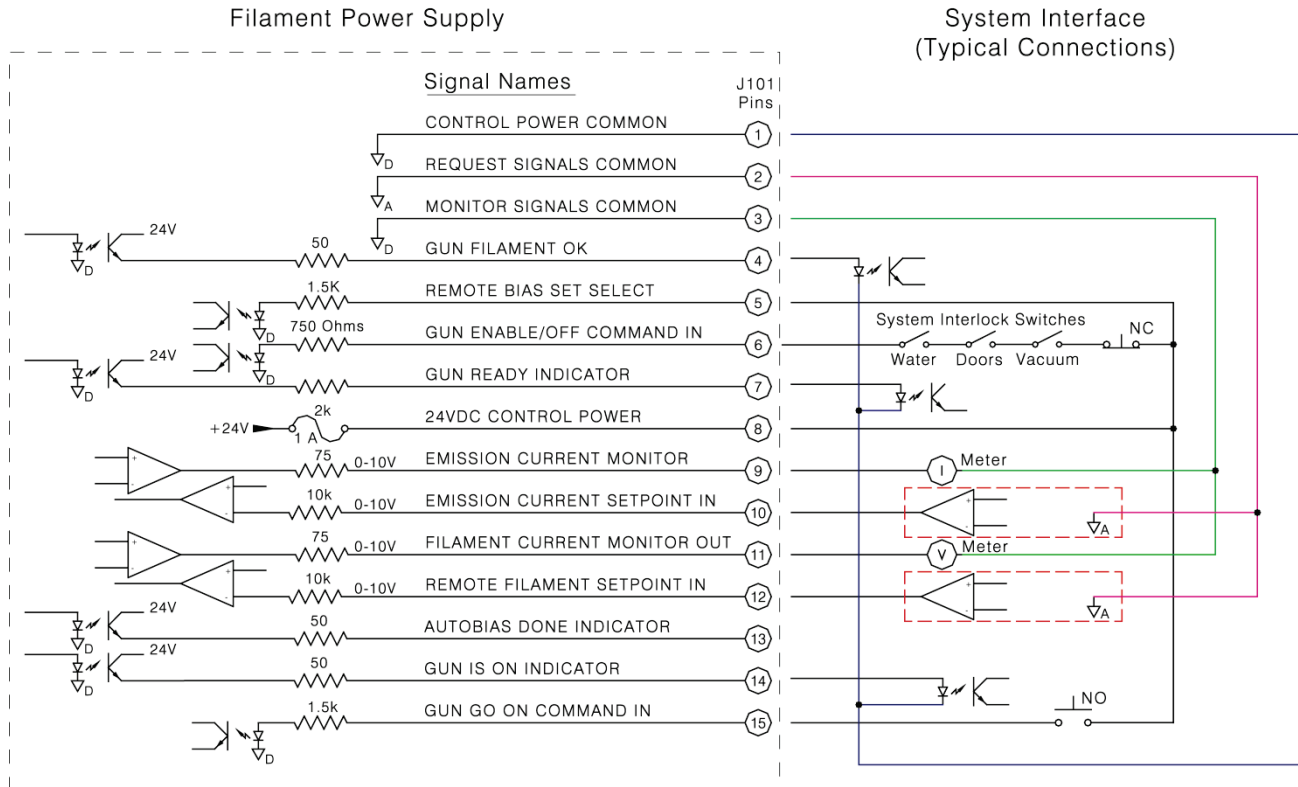 Filament Power Supply
System Interface
(Typical Connections)
Signal Names
J101
Pins
CONTROL POWER COMMON
1
D
REQUEST SIGNALS COMMON
2
A
MONITOR SIGNALS COMMON
3
D
24V
D
50
GUN FILAMENT OK
4
1.5K
REMOTE BIAS SET SELECT
5
D
750 Ohms
GUN ENABLE/OFF COMMAND IN
6
D
System Interlock Switches
NC
Water
Doors
Vacuum
24V
D
GUN READY INDICATOR
7
2k
+24V
1 A
24VDC CONTROL POWER
8
75
0-10V
EMISSION CURRENT MONITOR
9
I
Meter
10k
0-10V
EMISSION CURRENT SETPOINT IN
10
A
75
0-10V
FILAMENT CURRENT MONITOR OUT
11
V
Meter
10k
0-10V
REMOTE FILAMENT SETPOINT IN
12
A
24V
D
50
AUTOBIAS DONE INDICATOR
13
24V
D
50
GUN IS ON INDICATOR
14
1.5k
GUN GO ON COMMAND IN
15
D
NO